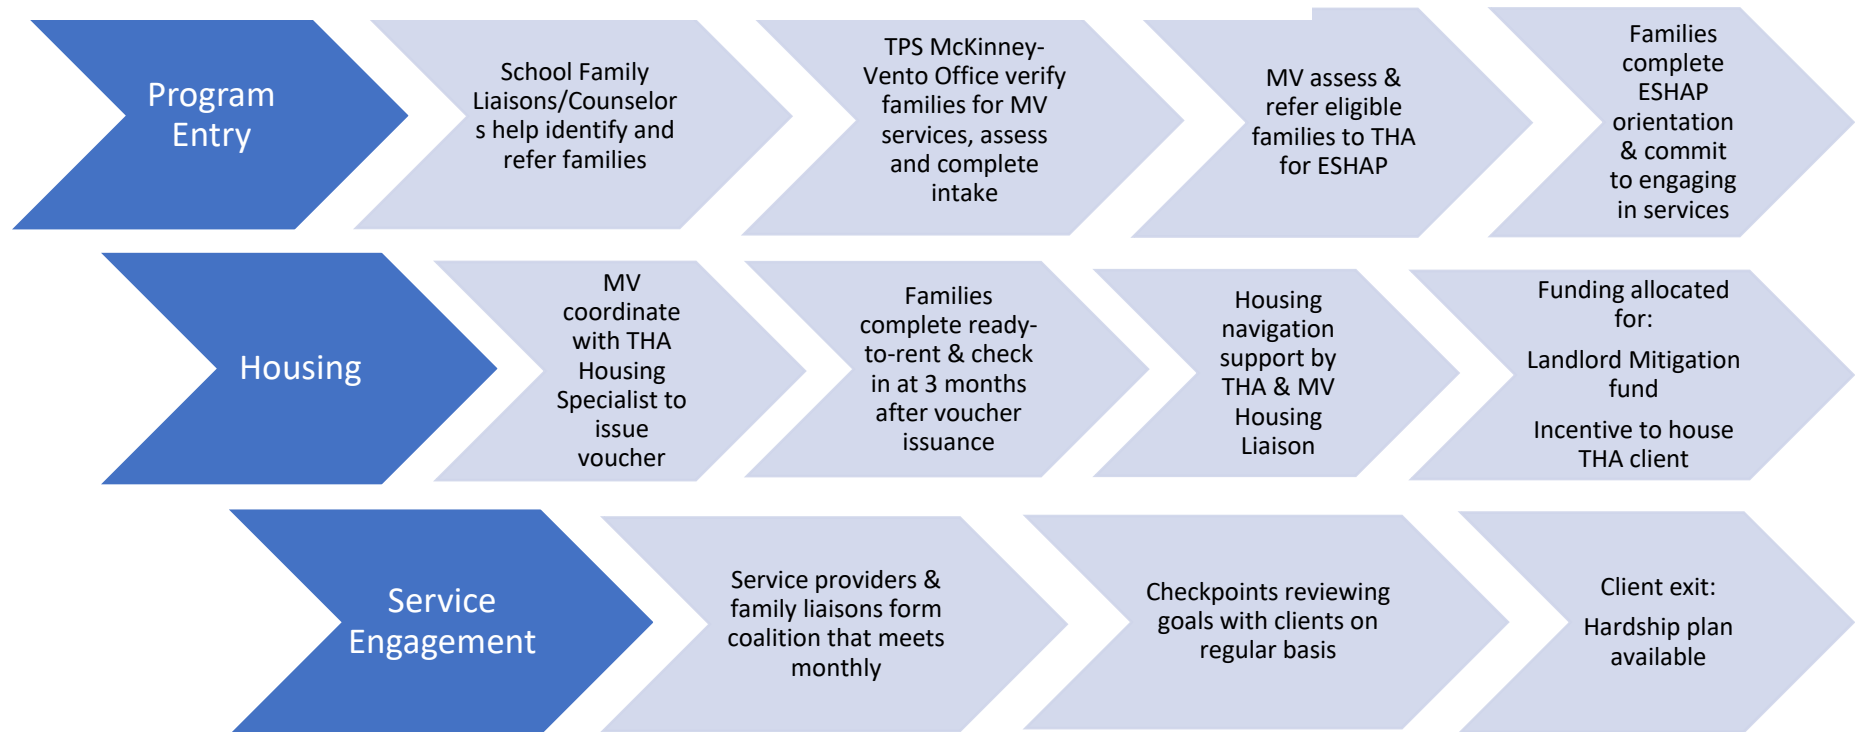 Program
Entry
School Family
Liaisons/Counselor
s help identify and
refer families
TPS McKinney-
Vento Office verify
families for MV
services, assess
and complete
intake
MV assess &
refer eligible
families to THA
for ESHAP
Families
complete
ESHAP
orientation
& commit
to engaging
in services
Housing
MV
coordinate
with THA
Housing
Specialist to
issue
voucher
Families
complete ready-
to-rent & check
in at 3 months
after voucher
issuance
Housing
navigation
support by
THA & MV
Housing
Liaison
Funding allocated
for:
Landlord Mitigation
fund
Incentive to house
THA client
Service
Engagement
Service providers &
family liaisons form
coalition that meets
monthly
Checkpoints reviewing
goals with clients on
regular basis
Client exit:
Hardship plan
available